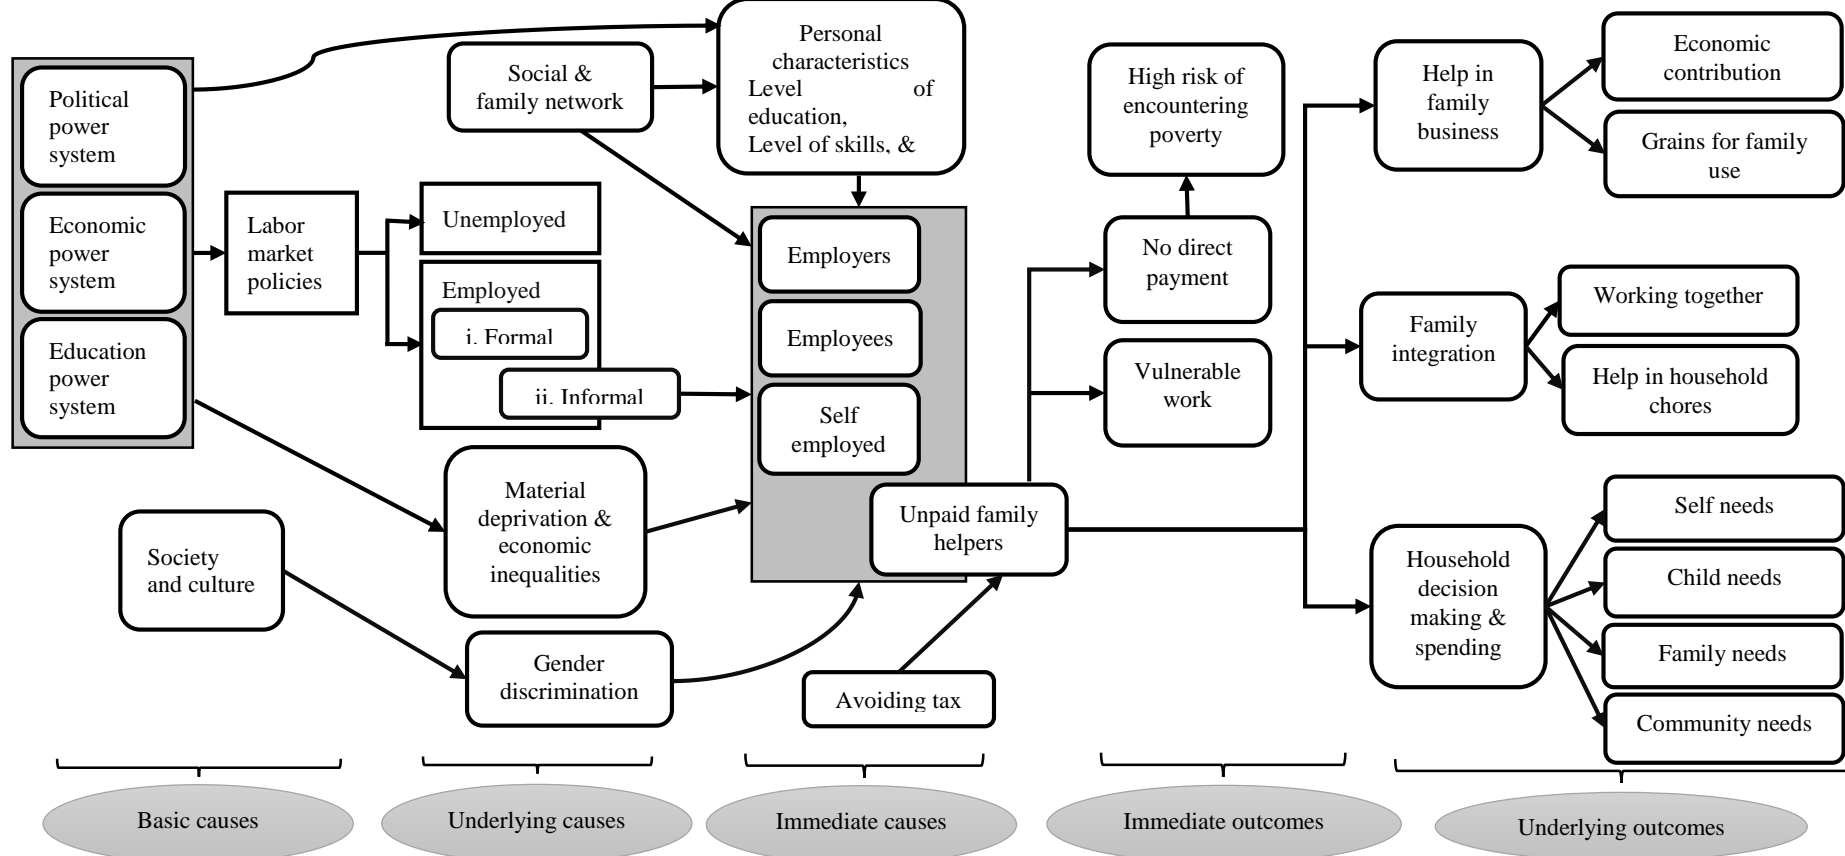 Political
power
system
Economic
power
system
Education
power
system
Society
and culture
Labor
market
policies
Social &
family network
Unemployed
Employed
i. Formal
ii. Informal
Material
deprivation &
economic
inequalities
Gender
discrimination
Personal
characteristics
Level of
education,
Level of skills, &
Employers
Employees
Self
employed
Unpaid family
helpers
Avoiding tax
High risk of
encountering
poverty
No direct
payment
Vulnerable
work
Help in
family
business
Economic
contribution
Grains for family
use
Family
integration
Working together
Help in household
chores
Household
decision
making &
spending
Self needs
Child needs
Family needs
Community needs
Basic causes
Underlying causes
Immediate causes
Immediate outcomes
Underlying outcomes